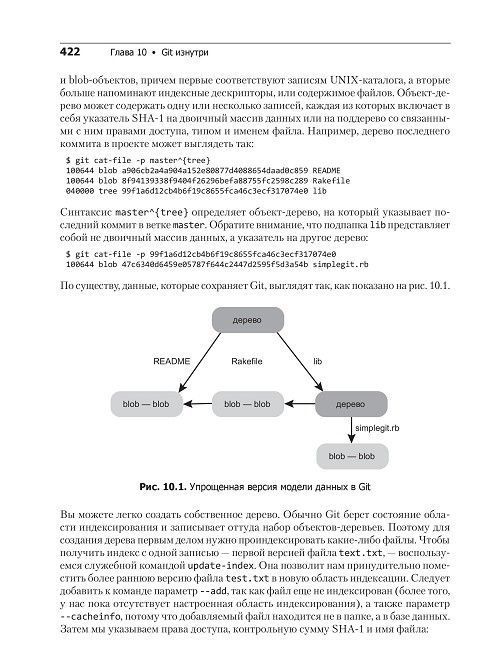 422 Глава 10 • Git изнутри
и blob-объектов, причем первые соответствуют записям UNIX-каталога, а вторые
больше напоминают индексные дескрипторы, или содержимое файлов. Объект-де-
рево может содержать одну или несколько записей, каждая из которых включает в
себя указатель SHA-1 на двоичный массив данных или на поддерево со связанны-
ми с ним правами доступа, типом и именем файла. Например, дерево последнего
коммита в проекте может выглядеть так:
$ git cat-file -p master^{tree}
100644 blob a906cb2a4a904a152e80877d4088654daad0c859 README
100644 blob 8f94139338f9404f26296befa88755fc2598c289 Rakefile
040000 tree 99f1a6d12cb4b6f19c8655fca46c3ecf317074e0 lib
Синтаксис master^{tree} определяет объект-дерево, на который указывает по-
следний коммит в ветке master. Обратите внимание, что подпапка lib представляет
собой не двоичный массив данных, а указатель на другое дерево:
$ git cat-file -p 99f1a6d12cb4b6f19c8655fca46c3ecf317074e0
100644 blob 47c6340d6459e05787f644c2447d2595f5d3a54b simplegit.rb
По существу, данные, которые сохраняет Git, выглядят так, как показано на рис. 10.1.
дерево
README Rakefile lib
blob — blob blob — blob дерево
simplegit.rb
blob — blob
Рис. 10.1. Упрощенная версия модели данных в Git
Вы можете легко создать собственное дерево. Обычно Git берет состояние обла-
сти индексирования и записывает оттуда набор объектов-деревьев. Поэтому для
создания дерева первым делом нужно проиндексировать какие-либо файлы. Чтобы
получить индекс с одной записью — первой версией файла text.txt, — воспользу-
емся служебной командой update-index. Она позволит нам принудительно поме-
стить более раннюю версию файла test.txt в новую область индексации. Следует
добавить к команде параметр --add, так как файл еще не индексирован (более того,
у нас пока отсутствует настроенная область индексирования), а также параметр
--cacheinfo, потому что добавляемый файл находится не в папке, а в базе данных.
Затем мы указываем права доступа, контрольную сумму SHA-1 и имя файла: